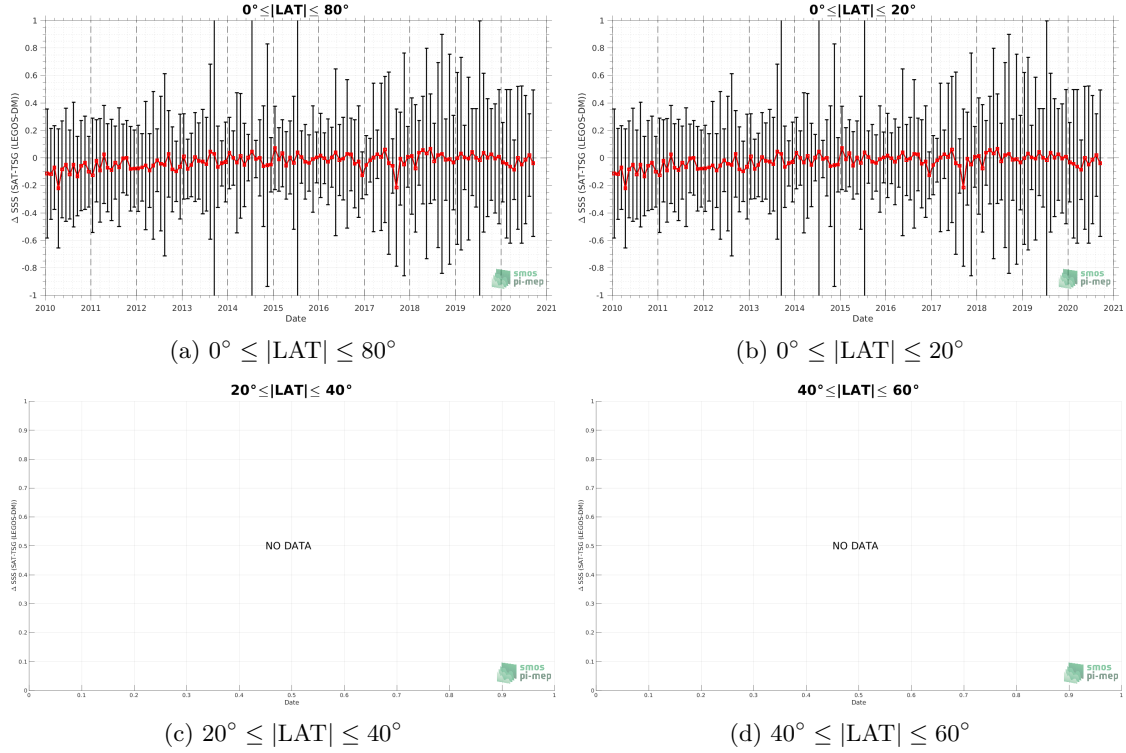 0°≤|LAT|≤ 80°
Δ SSS (SAT-TSG (LEGOS-DM))
1
0.8
0.6
0.4
0.2
0
-0.2
-0.4
-0.6
-0.8
-1
2010 2011 2012 2013 2014 2015 2016 2017 2018 2019 2020 2021
Date
smos
pi-mep
(a) 0° ≤ |LAT| ≤ 80°
0°≤|LAT|≤ 20°
Δ SSS (SAT-TSG (LEGOS-DM))
1
0.8
0.6
0.4
0.2
0
-0.2
-0.4
-0.6
-0.8
-1
2010 2011 2012 2013 2014 2015 2016 2017 2018 2019 2020 2021
Date
smos
pi-mep
(b) 0° ≤ |LAT| ≤ 20°
20°≤|LAT|≤ 40°
Δ SSS (SAT-TSG (LEGOS-DM))
1
0.9
0.8
0.7
0.6
0.5
0.4
0.3
0.2
0.1
0
NO DATA
0 0.1 0.2 0.3 0.4 0.5 0.6 0.7 0.8 0.9 1
Date
smos
pi-mep
(c) 20° ≤ |LAT| ≤ 40°
40°≤|LAT|≤ 60°
Δ SSS (SAT-TSG (LEGOS-DM))
1
0.9
0.8
0.7
0.6
0.5
0.4
0.3
0.2
0.1
0
NO DATA
0 0.1 0.2 0.3 0.4 0.5 0.6 0.7 0.8 0.9 1
Date
smos
pi-mep
(d) 40° ≤ |LAT| ≤ 60°